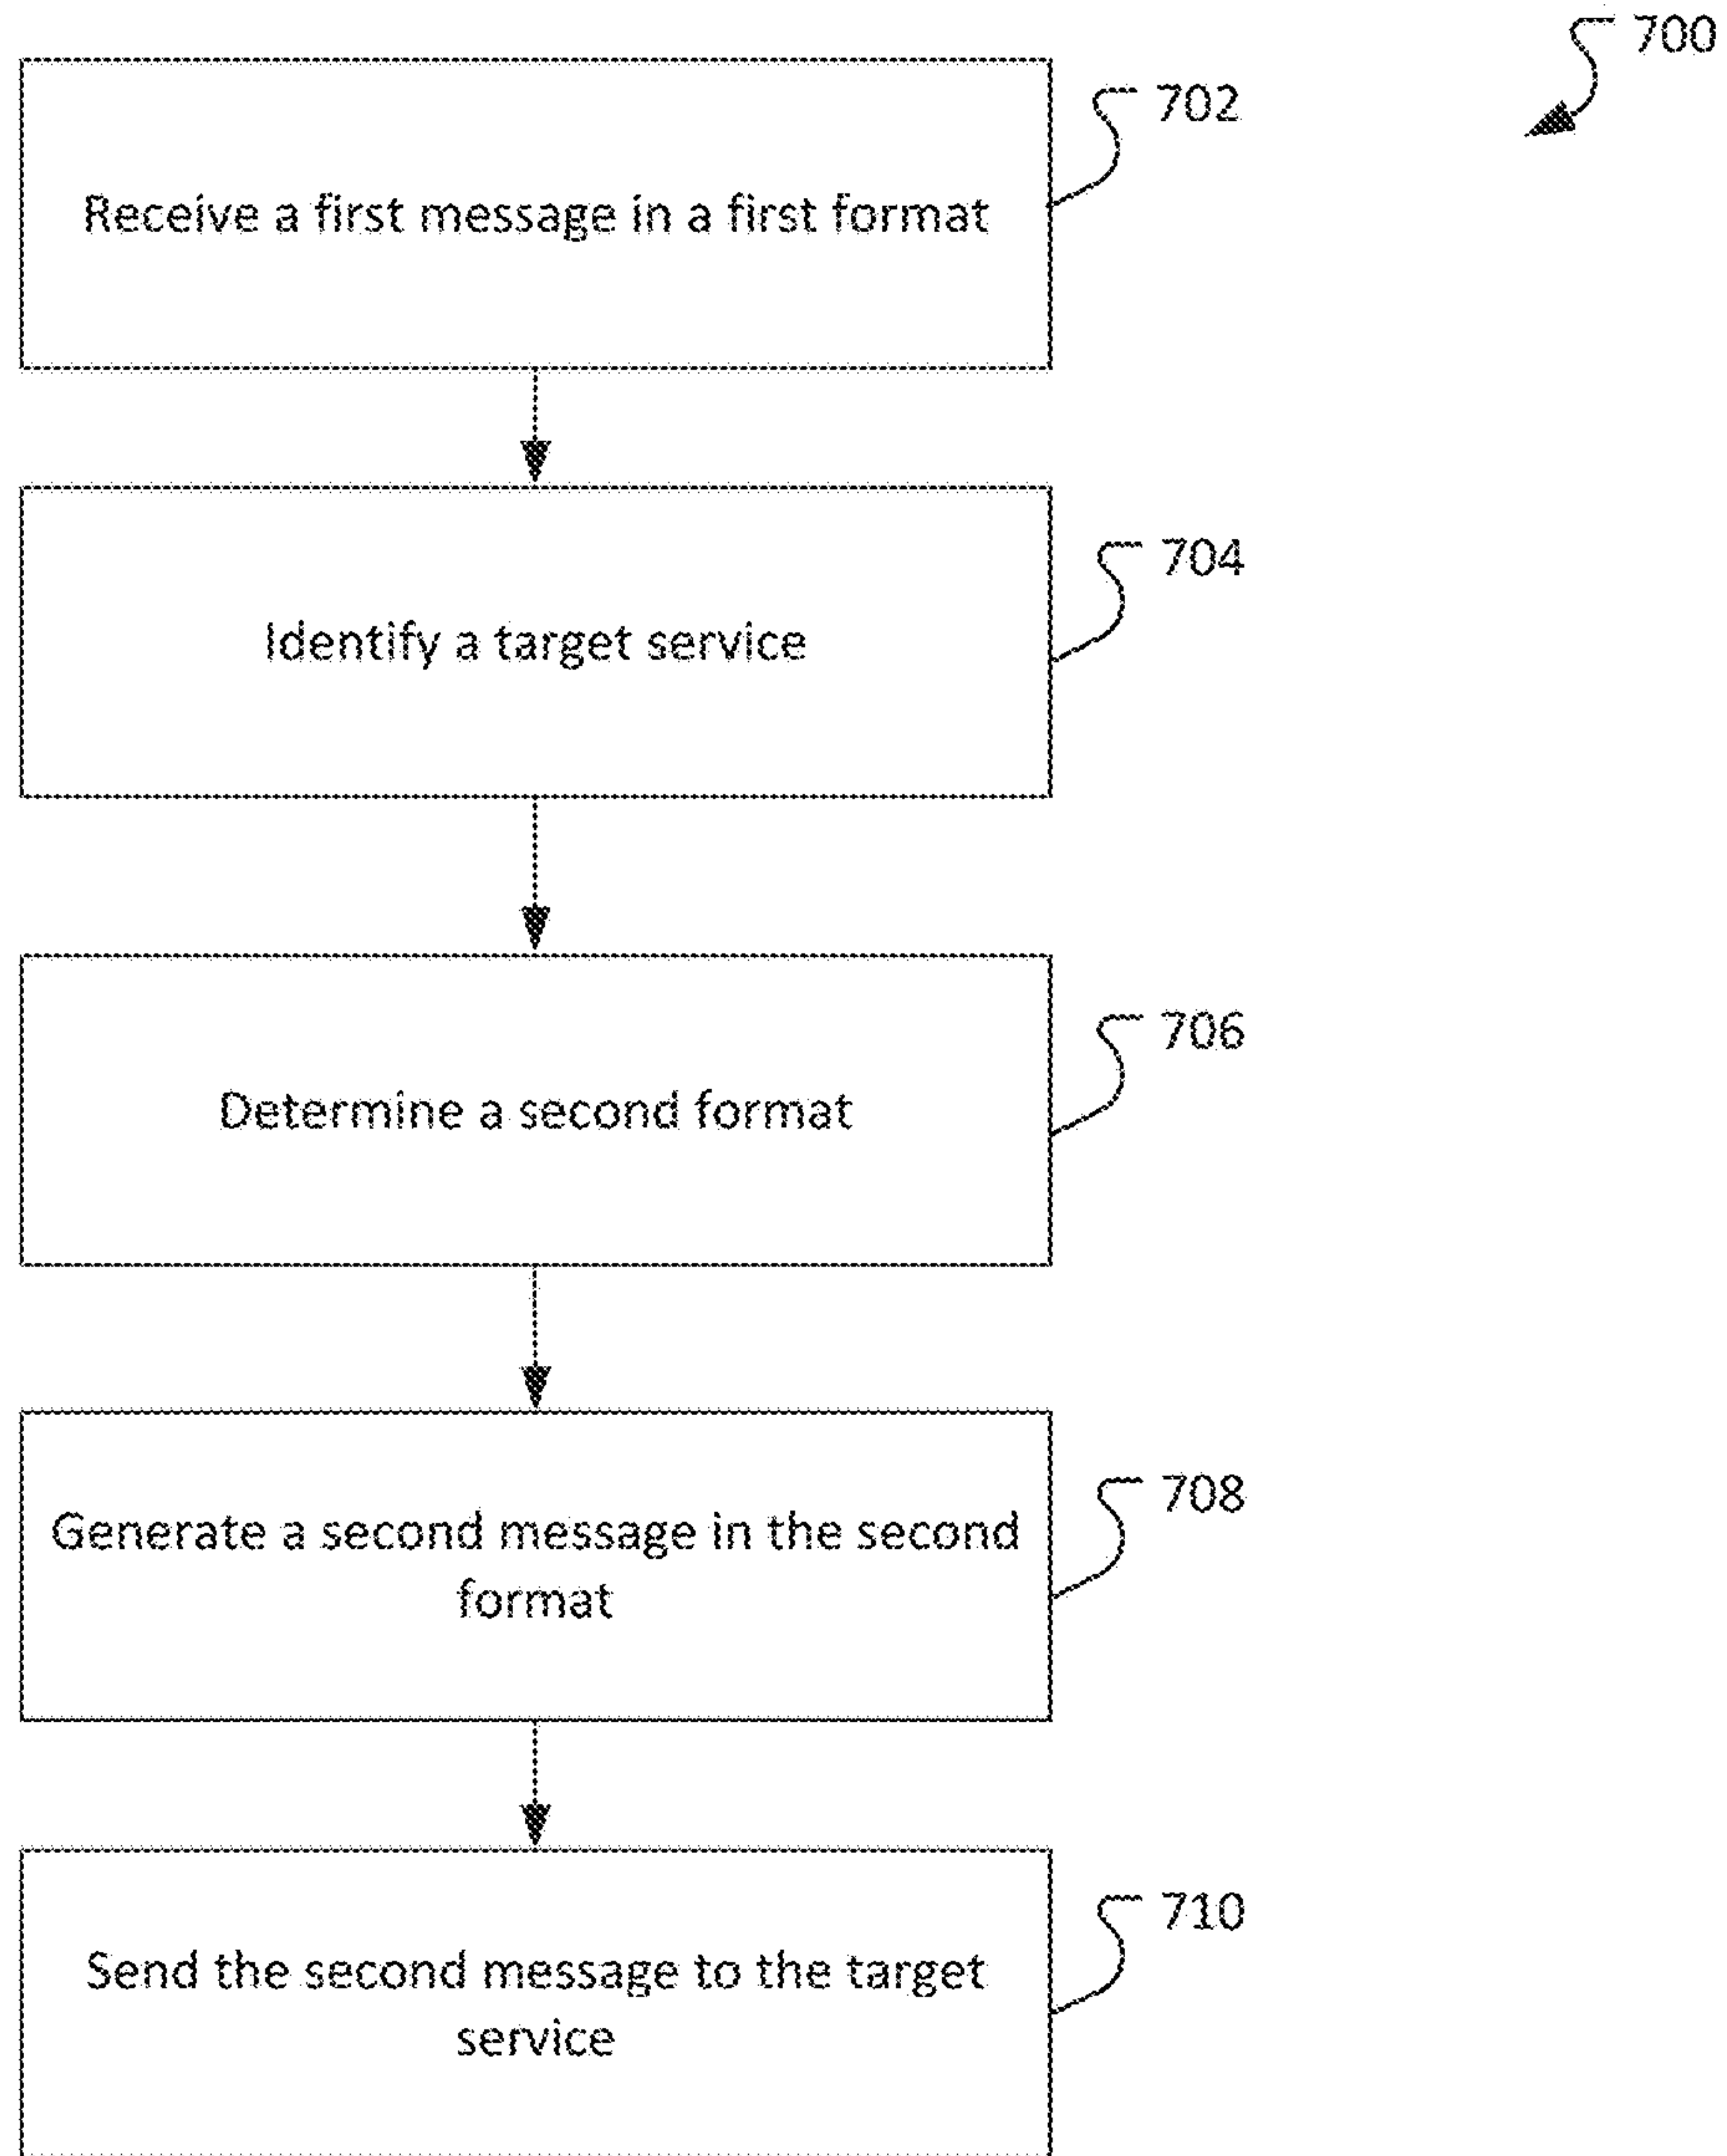 700
702
Receive a first message in a first format
704
Identify a target service
706
Determine a second format
708
Generate a second message in the second
format
710
Send the second message to the target
service